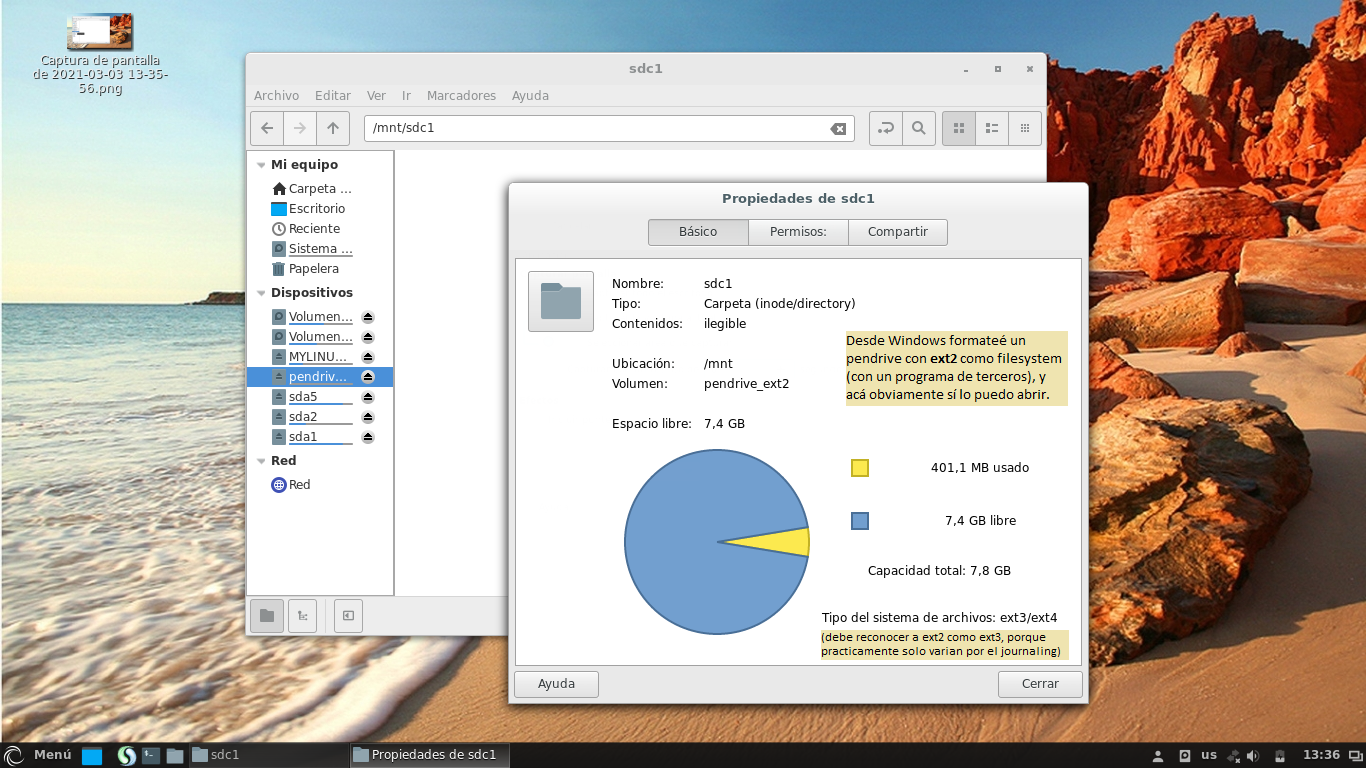 Captura de pantalla
de 2021-03-03 13-35-
56.png
sdc1
Archivo Editar Ver Ir Marcadores Ayuda
/mnt/sdc1
Mi equipo
Carpeta ...
Escritorio
Reciente
Sistema ...
Papelera
Dispositivos
Volumen...
Volumen...
MYLINU...
pendriv...
sda5
sda2
sda1
Red
Red
Propiedades de sdc1
Básico Permisos: Compartir
Nombre: sdc1
Tipo: Carpeta (inode/directory)
Contenidos: ilegible
Ubicación: /mnt
Volumen: pendrive_ext2
Espacio libre: 7,4 GB
Desde Windows formateé un
pendrive con ext2 como filesystem
(con un programa de terceros), y
acá obviamente sí lo puedo abrir.
401,1 MB usado
7,4 GB libre
Capacidad total: 7,8 GB
Tipo del sistema de archivos: ext3/ext4
(debe reconocer a ext2 como ext3, porque
practicamente solo varian por el journaling)
Ayuda Cerrar
Menú sdc1 Propiedades de sdc1 us 13:36